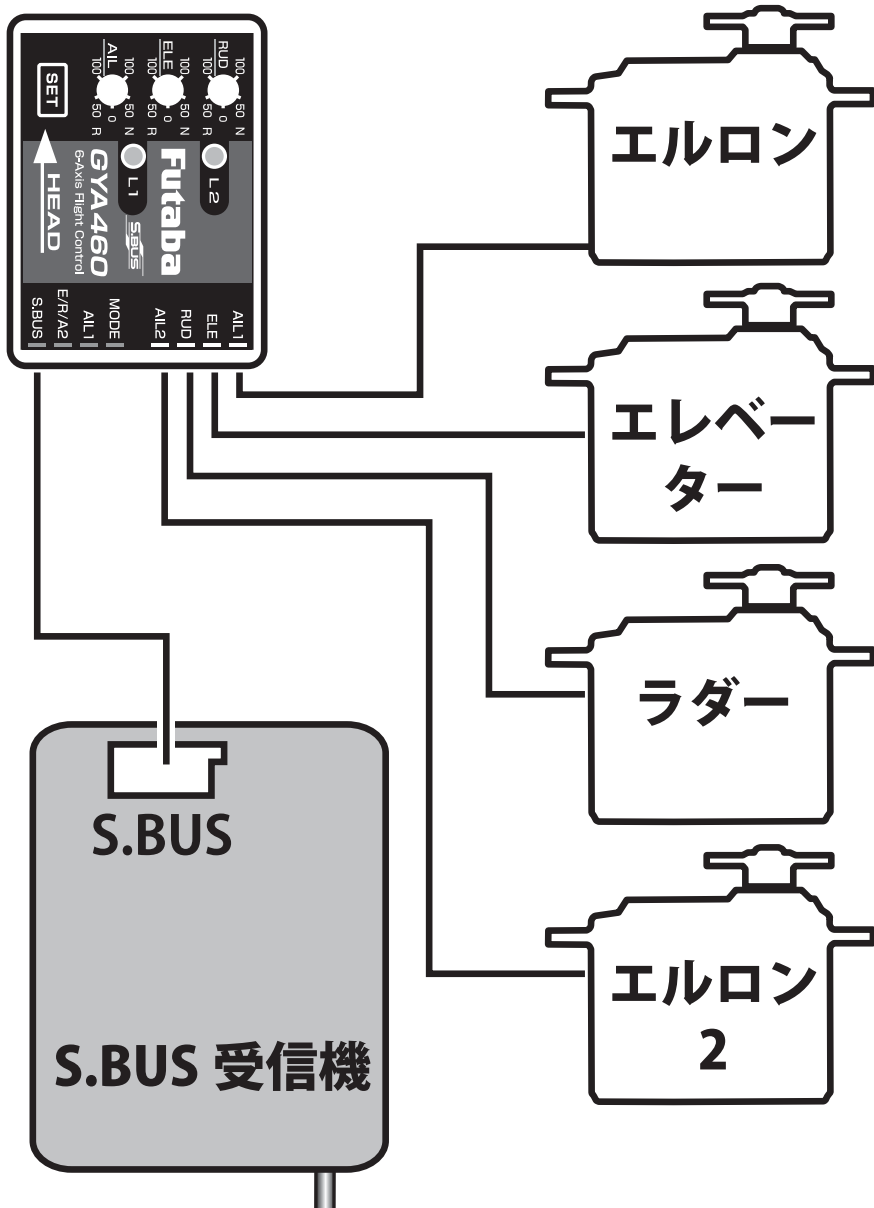 RUD
100 50 0 50 100
N R
ELE
100 50 0 50 100
N R
AIL
100 50 0 50 100
N R
SET
L2
L1
Futaba
S.BUS
GYA460
6-Axis Flight Control
HEAD
AIL1
ELE
RUD
AIL2
MODE
AIL1
E/R/A2
S.BUS
エルロン
エレベー
ター
ラダー
エルロン
2
S.BUS
S.BUS 受信機